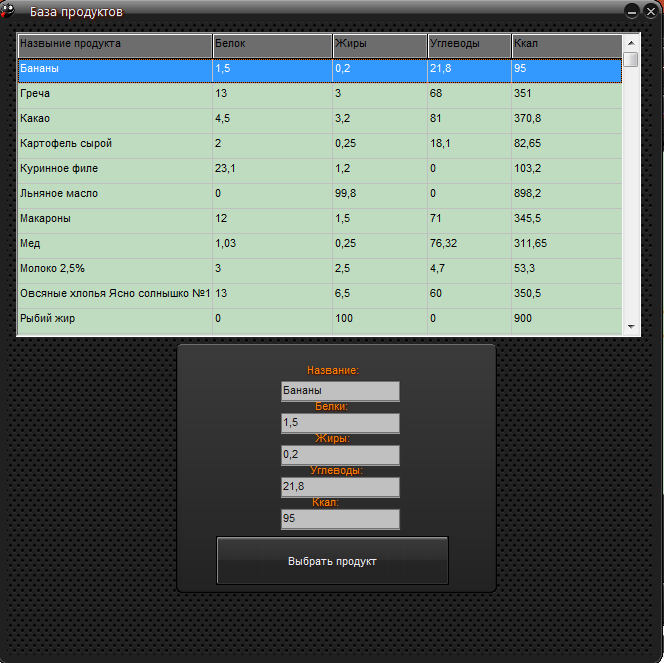 База продуктов
Назвыние продукта Белок Жиры Углеводы Ккал
Бананы 1,5 0,2 21,8 95
Греча 13 3 68 351
Какао 4,5 3,2 81 370,8
Картофель сырой 2 0,25 18,1 82,65
Куринное филе 23,1 1,2 0 103,2
Льняное масло 0 99,8 0 898,2
Макароны 12 1,5 71 345,5
Мед 1,03 0,25 76,32 311,65
Молоко 2,5% 3 2,5 4,7 53,3
Овсяные хлопья Ясно солнышко №1 13 6,5 60 350,5
Рыбий жир 0 100 0 900
Название:
Бананы
Белки:
1,5
Жиры:
0,2
Углеводы:
21,8
Ккал:
95
Выбрать продукт